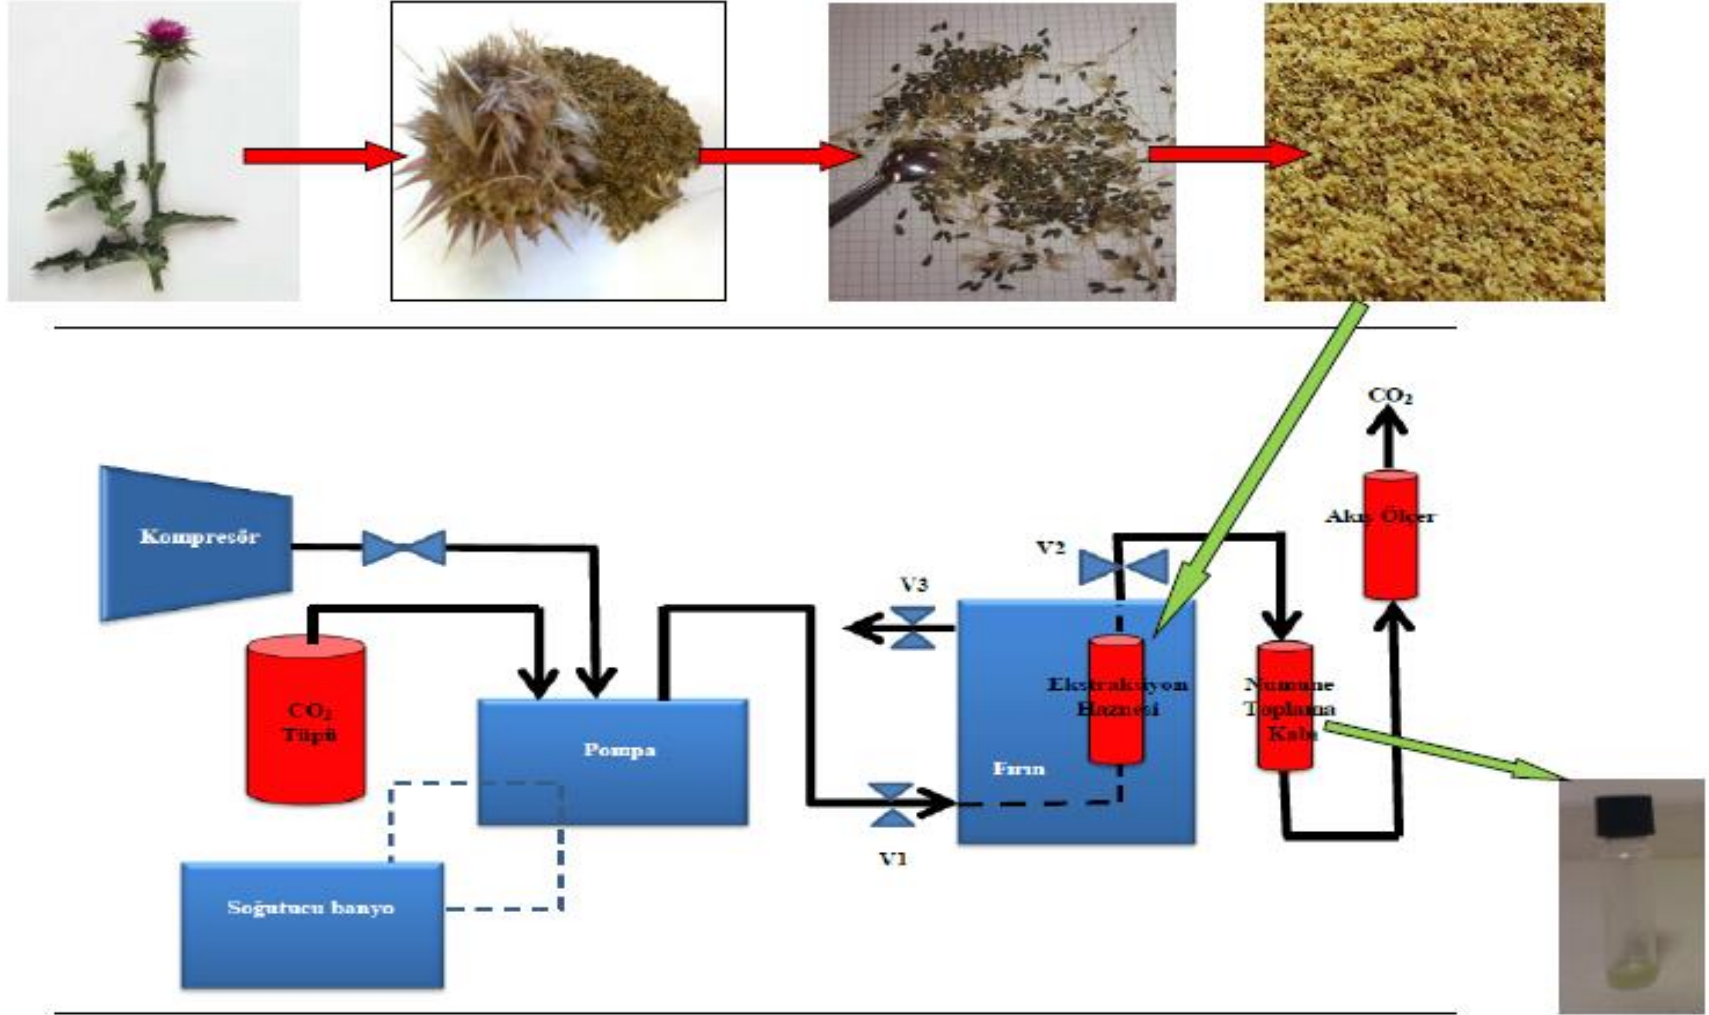 CO₂
Akış Ölçer
Kompresör
V2
V3
CO₂
Tüpü
Pompa
Ekstraksiyon
Haznesi
Fırın
Numune
Toplama
Kabı
V1
Soğutucu banyo